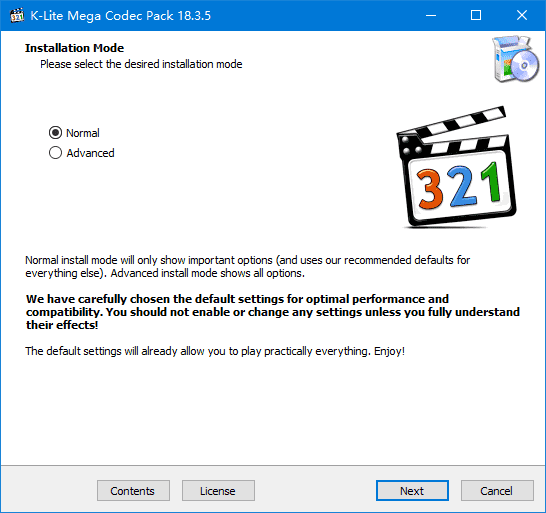 K-Lite Mega Codec Pack 18.3.5
Installation Mode
Please select the desired installation mode
Normal
Advanced
321
Normal install mode will only show important options (and uses our recommended defaults for
everything else). Advanced install mode shows all options.
We have carefully chosen the default settings for optimal performance and
compatibility. You should not enable or change any settings unless you fully understand
their effects!
The default settings will already allow you to play practically everything. Enjoy!
Contents
License
Next
Cancel